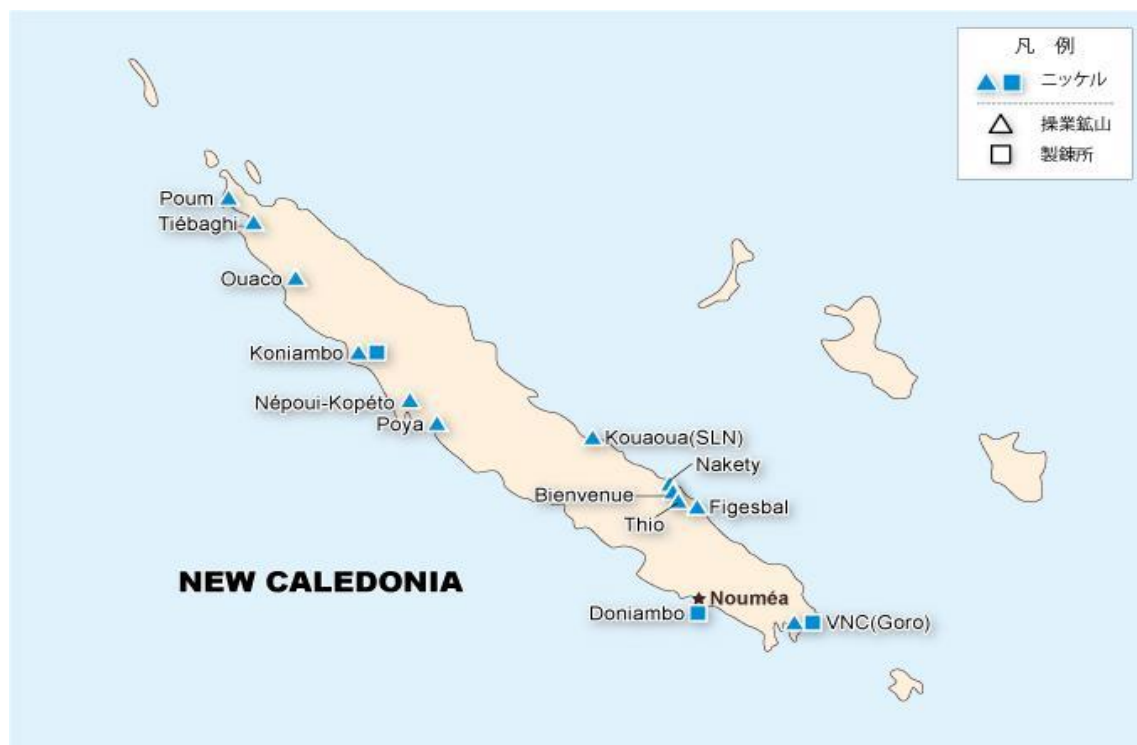 凡 例
ニッケル
操業鉱山
製錬所
Poum
Tiébaghi
Ouaco
Koniambo
Népoui-Kopéto
Poya
Kouaoua(SLN)
Nakety
Bienvenue
Figesbal
Thio
NEW CALEDONIA
Nouméa
Doniambo
VNC(Goro)